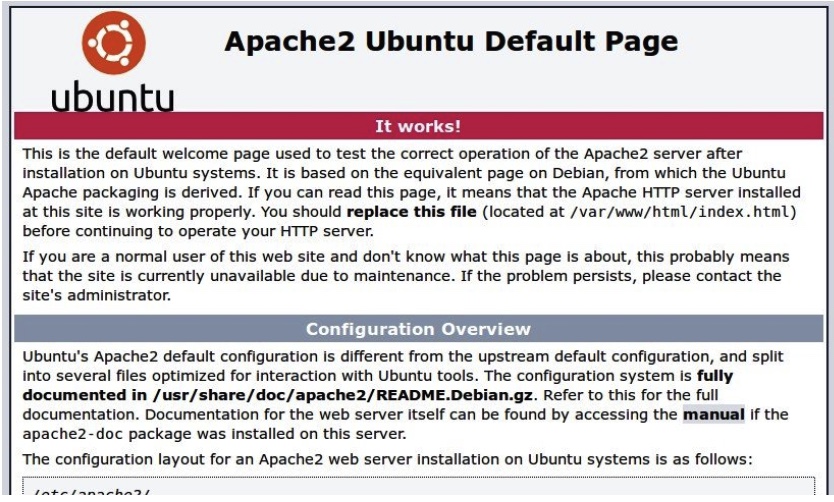 Apache2 Ubuntu Default Page
ubuntu
It works!
This is the default welcome page used to test the correct operation of the Apache2 server after
installation on Ubuntu systems. It is based on the equivalent page on Debian, from which the Ubuntu
Apache packaging is derived. If you can read this page, it means that the Apache HTTP server installed
at this site is working properly. You should replace this file (located at /var/www/html/index.html)
before continuing to operate your HTTP server.
If you are a normal user of this web site and don't know what this page is about, this probably means
that the site is currently unavailable due to maintenance. If the problem persists, please contact the
site's administrator.
Configuration Overview
Ubuntu's Apache2 default configuration is different from the upstream default configuration, and split
into several files optimized for interaction with Ubuntu tools. The configuration system is fully
documented in /usr/share/doc/apache2/README.Debian.gz. Refer to this for the full
documentation. Documentation for the web server itself can be found by accessing the manual if the
apache2-doc package was installed on this server.
The configuration layout for an Apache2 web server installation on Ubuntu systems is as follows:
/etc/apache2/